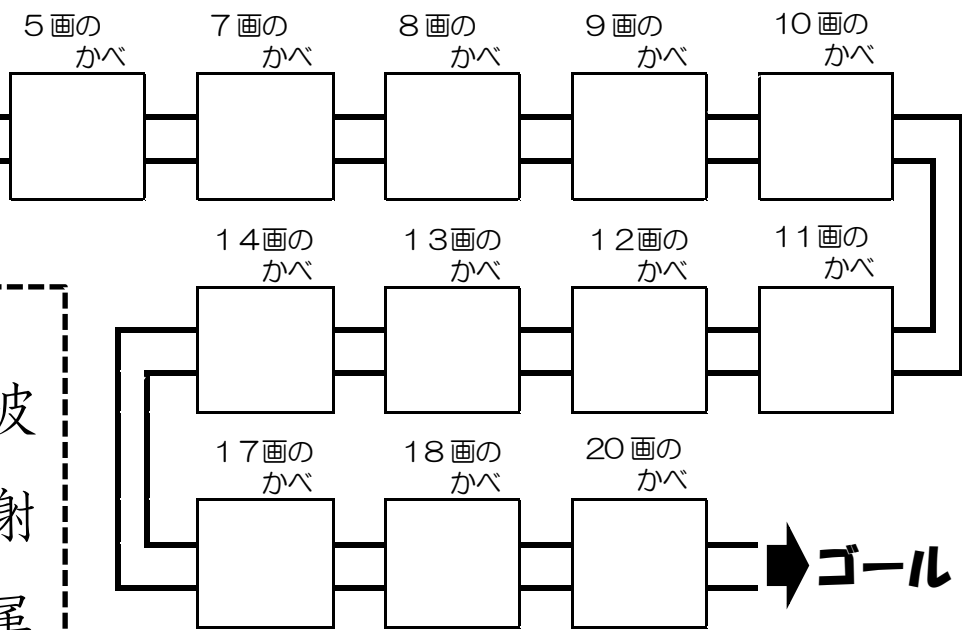 ５画の
かべ
７画の
かべ
８画の
かべ
９画の
かべ
10画の
かべ
１４画の
かべ
１３画の
かべ
１２画の
かべ
１１画の
かべ
１７画の
かべ
１８画の
かべ
20画の
かべ
ゴール